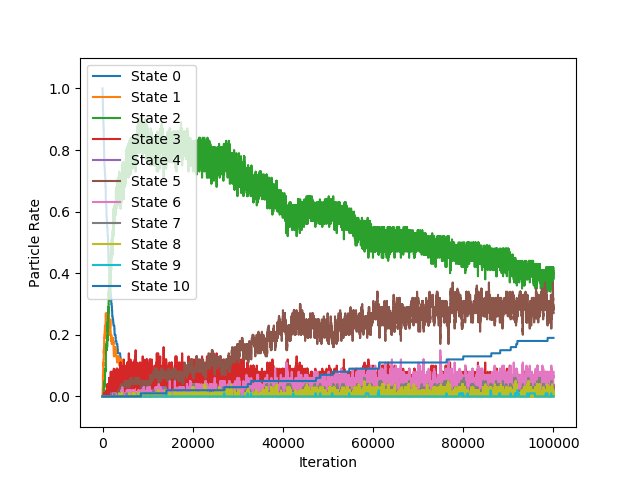 1.0
0.8
0.6
0.4
0.2
0.0
Particle Rate
State 0
State 1
State 2
State 3
State 4
State 5
State 6
State 7
State 8
State 9
State 10
0 20000 40000 60000 80000 100000
Iteration